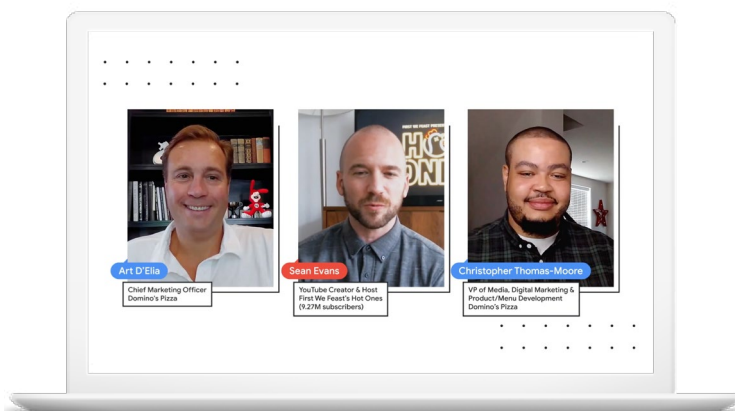 Art D'Elia
Chief Marketing Officer
Domino's Pizza
Sean Evans
YouTube Creator & Host
First We Feast's Hot Ones
(9.27M subscribers)
Christopher Thomas-Moore
VP of Media, Digital Marketing &
Product/Menu Development
Domino's Pizza